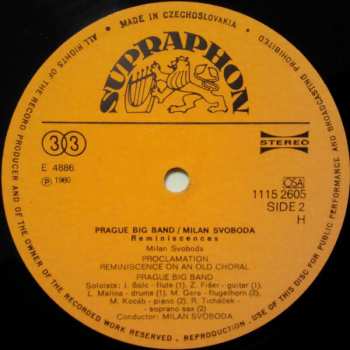 MADE IN CZECHOSLOVAKIA
ALL RIGHTS OF THE RECORD PRODUCER AND OF THE OWNER OF THE WORK RECORDED RESERVED. REPRODUCTION - USE OF THIS DISC FOR PUBLIC PERFORMANCE AND BROADCASTING PROHIBITED
SUPRAPHON
33
STEREO
E 4886
Ⓟ 1980
OSA
1115 2605
SIDE 2
H
PRAGUE BIG BAND / MILAN SVOBODA
Reminiscences
Milan Svoboda
PROCLAMATION
REMINISCENCE ON AN OLD CHORAL
PRAGUE BIG BAND
Soloists: J. Solc - flute (1), Z. Fišer - guitar (1),
L. Malina - drums (1), M. Gera - flugelhorn (2),
M. Kocáb - piano (2), R. Ticháček -
- soprano sax (2)
Conductor: MILAN SVOBODA